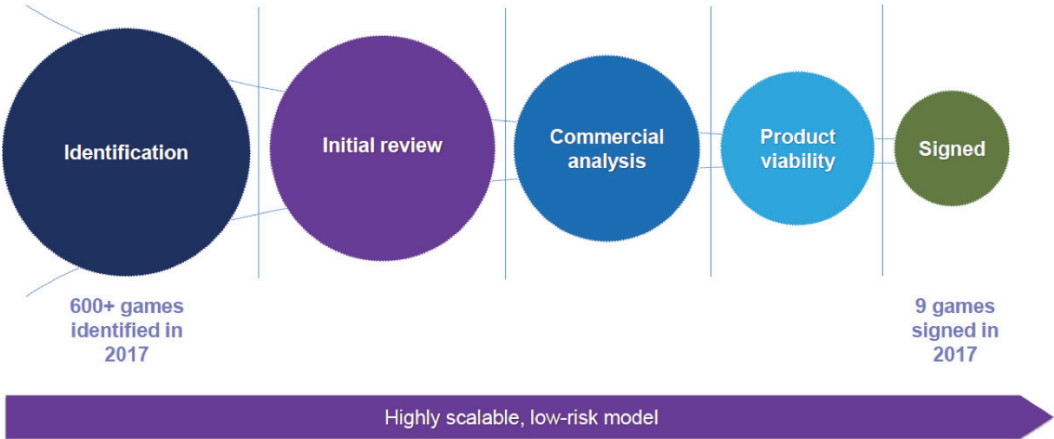 Identification
Initial review
Commercial
analysis
Product
viability
Signed
600+ games
identified in
2017
9 games
signed in
2017
Highly scalable, low-risk model